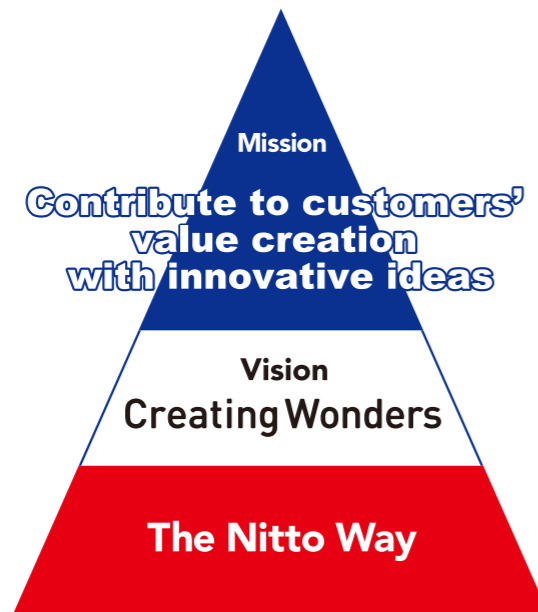 Mission
Contribute to customers’
value creation
with innovative ideas
Vision
Creating Wonders
The Nitto Way